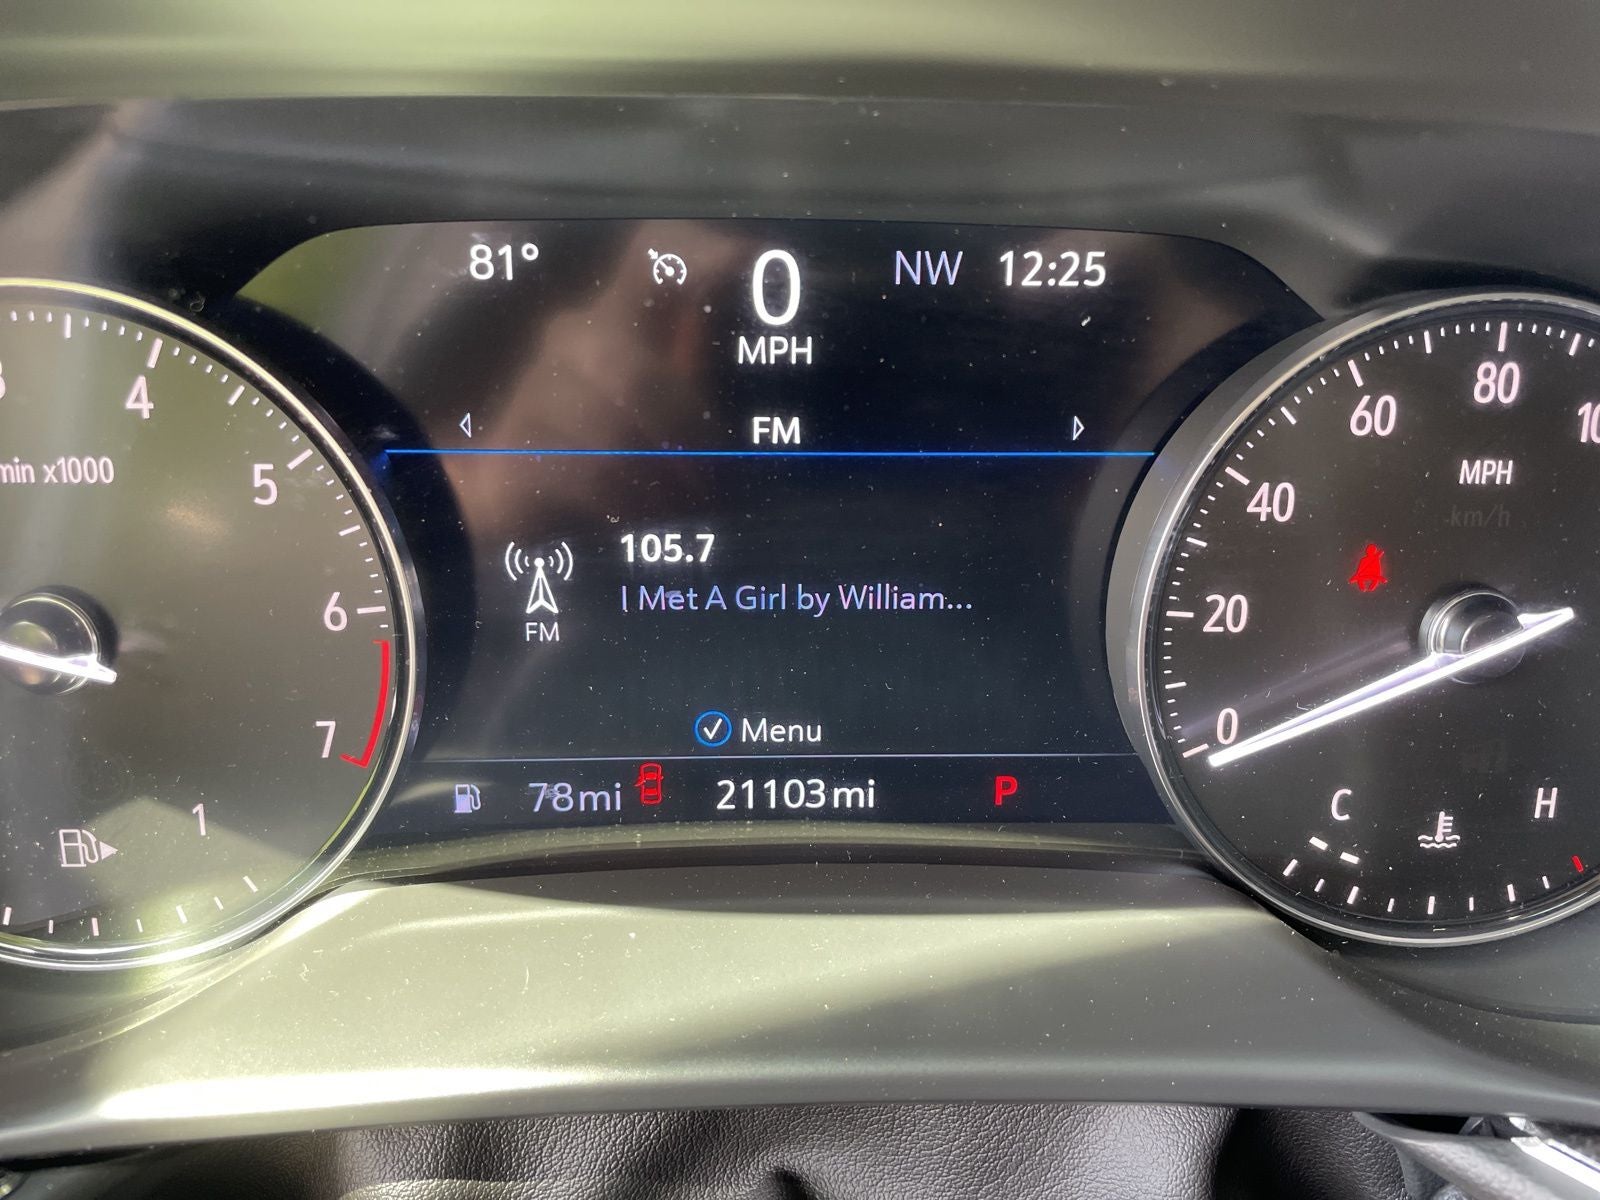 81° 0 NW 12:25
MPH
FM
105.7
I Met A Girl by William...
FM
Menu
78mi 21103mi P
4
5
6
7
min x1000
1
0
20
40
60
80
MPH
km/h
C H